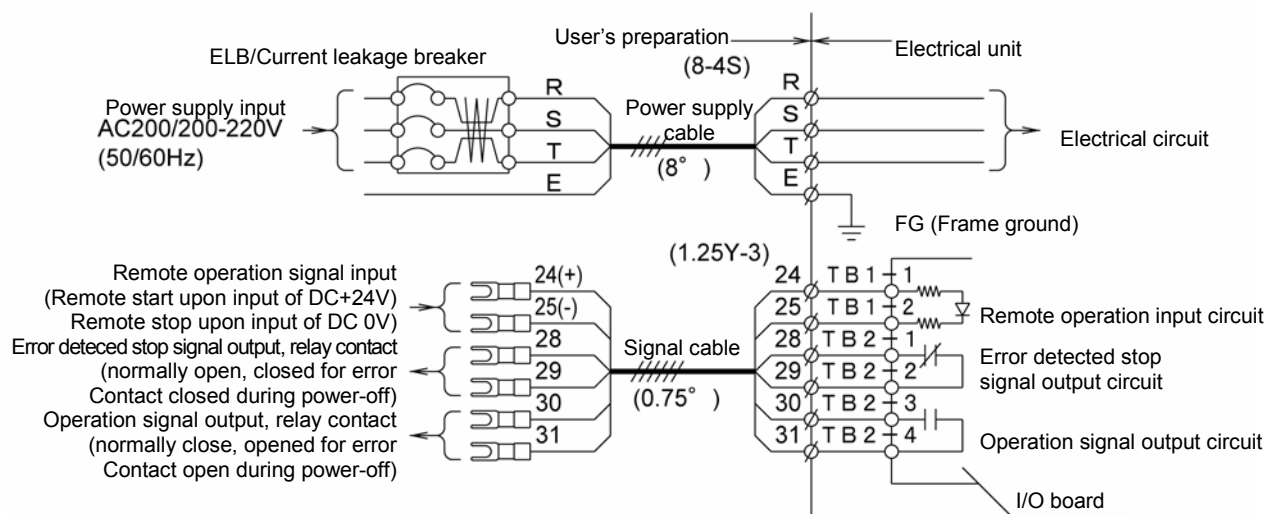 User's preparation
Electrical unit
ELB/Current leakage breaker
(8-4S)
Power supply input
AC200/200-220V
(50/60Hz)
R
S
T
E
Power supply
cable
(8° )
R
S
T
E
Electrical circuit
FG (Frame ground)
(1.25Y-3)
Remote operation signal input
(Remote start upon input of DC+24V)
Remote stop upon input of DC 0V)
Error deteced stop signal output, relay contact
(normally open, closed for error
Contact closed during power-off)
Operation signal output, relay contact
(normally close, opened for error
Contact open during power-off)
24(+)
25(-)
28
29
30
31
Signal cable
(0.75° )
24 TB1-1
25 TB1-2
28 TB2-1
29 TB2-2
30 TB2-3
31 TB2-4
Remote operation input circuit
Error detected stop
signal output circuit
Operation signal output circuit
I/O board